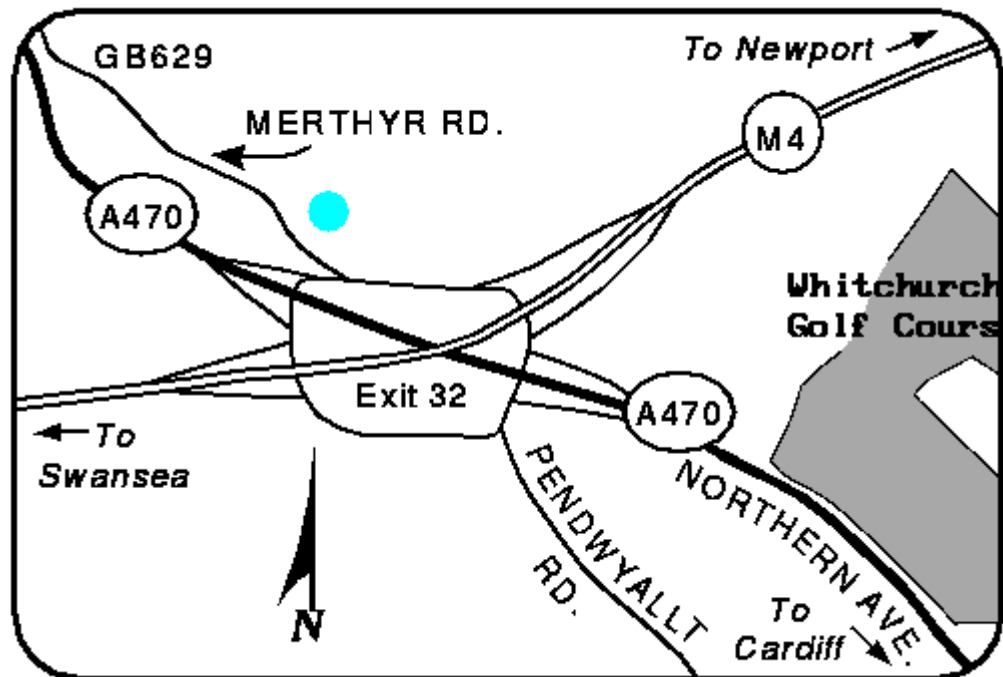 GB629
To Newport
MERTHYR RD.
M4
A470
Whitchurch
Golf Cours
Exit 32
A470
To
Swansea
PENDWYALLT
RD.
NORTHERN AVE.
To
Cardiff
N